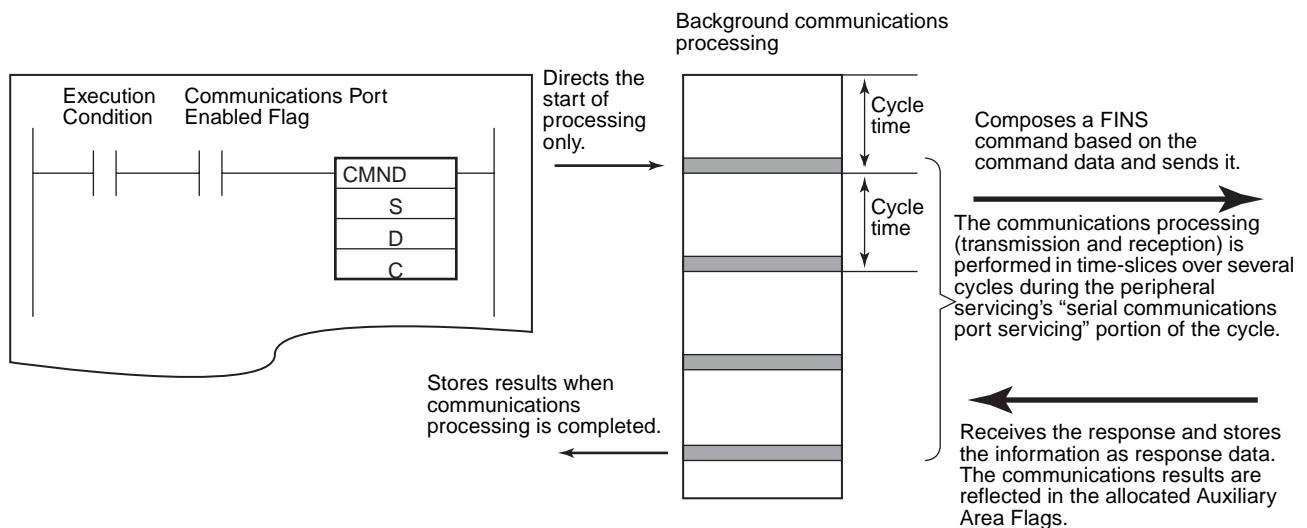 Background communications
processing
Execution
Condition
Communications Port
Enabled Flag
CMND
S
D
C
Directs the
start of
processing
only.
Cycle
time
Cycle
time
Composes a FINS
command based on the
command data and sends it.
The communications processing
(transmission and reception) is
performed in time-slices over several
cycles during the peripheral
servicing's “serial communications
port servicing” portion of the cycle.
Stores results when
communications
processing is completed.
Receives the response and stores
the information as response data.
The communications results are
reflected in the allocated Auxiliary
Area Flags.